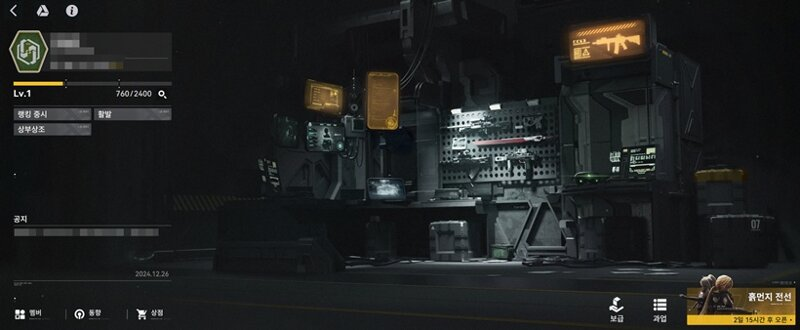 Lv.1
760/2400
랭킹 중시
활발
상부상조
공지
2024.12.26
07
멤버
동향
상점
보급
과업
흙먼지 전선
2일 15시간 후 오픈